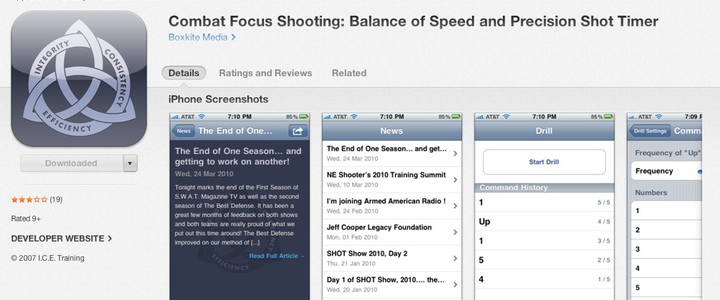 Combat Focus Shooting: Balance of Speed and Precision Shot Timer
Boxkite Media >
Details
Ratings and Reviews
Related
INTEGRITY
CONSISTENCY
EFFICIENCY
Downloaded
(19)
Rated 9+
DEVELOPER WEBSITE >
© 2007 I.C.E. Training
iPhone Screenshots
AT&T 7:10 PM 85%
News
The End of One...
The End of One Season... and
getting to work on another!
Wed, 24 Mar 2010
Tonight marks the end of the First Season of
S.W.A.T. Magazine TV as well as the second
season of The Best Defense. It has been a
great few months of feedback on both shows
and both teams are really proud of what we
put out this time around! The Best Defense
improved on our method of [...]
Read Full Article →
AT&T 7:10 PM 85%
News
The End of One Season... and get...
Wed, 24 Mar 2010
NE Shooter's 2010 Training Summit
Wed, 10 Mar 2010
I'm joining Armed American Radio !
Wed, 24 Feb 2010
Jeff Cooper Legacy Foundation
Mon, 01 Feb 2010
SHOT Show 2010, Day 2
Thu, 21 Jan 2010
Day 1 of SHOT Show, 2010.... the...
Wed, 20 Jan 2010
AT&T 7:10 PM 85%
Drill
Start Drill
Command History
1 5 / 5
Up 4 / 5
1 3 / 5
5 2 / 5
4 1 / 5
AT&T 7:09 P
Drill Settings
Comm
Frequency of "Up"
Frequency
Numbers
1
2
3
4
5